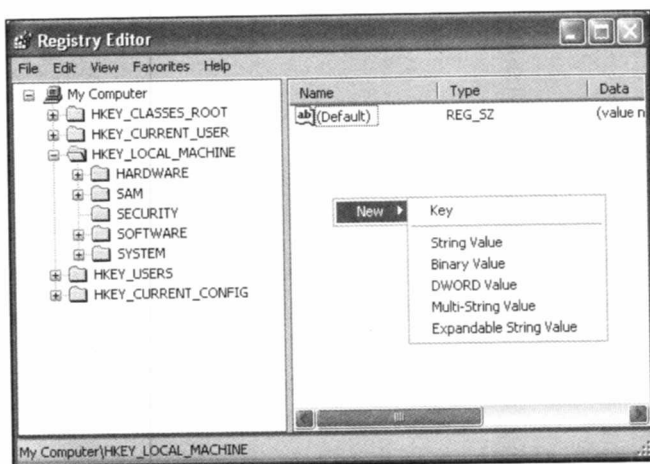 Registry Editor
File Edit View Favorites Help
My Computer
HKEY_CLASSES_ROOT
HKEY_CURRENT_USER
HKEY_LOCAL_MACHINE
HARDWARE
SAM
SECURITY
SOFTWARE
SYSTEM
HKEY_USERS
HKEY_CURRENT_CONFIG
Name Type Data
ab (Default) REG_SZ (value n
New Key
String Value
Binary Value
DWORD Value
Multi-String Value
Expandable String Value
My Computer\HKEY_LOCAL_MACHINE